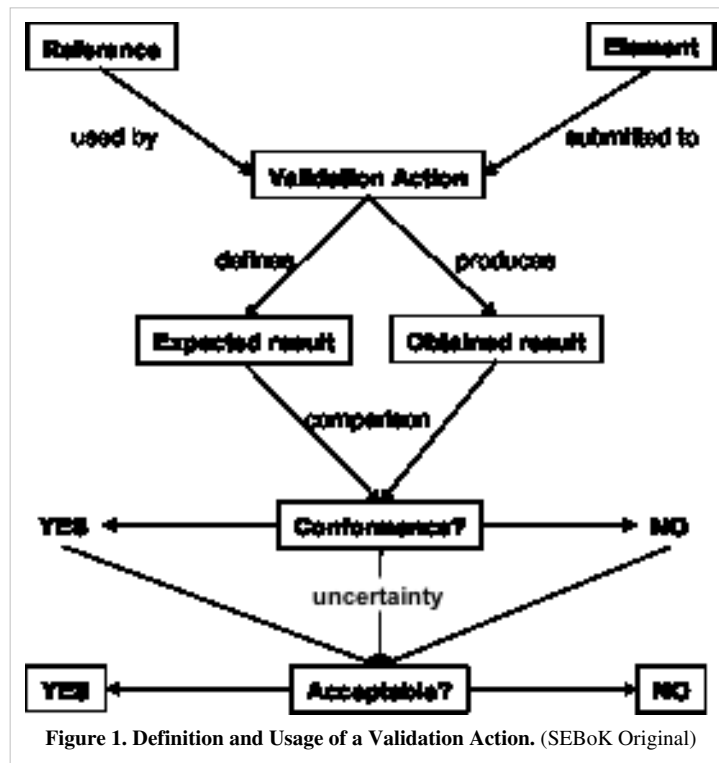 Reference Element
used by submitted to
Validation Action
defines produces
Expected result Obtained result
comparison
YES Conformance? NO
uncertainty
YES Acceptable? NO
Figure 1. Definition and Usage of a Validation Action. (SEBoK Original)